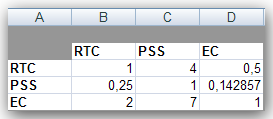 A B C D
RTC PSS EC
RTC 1 4 0,5
PSS 0,25 1 0,142857
EC 2 7 1